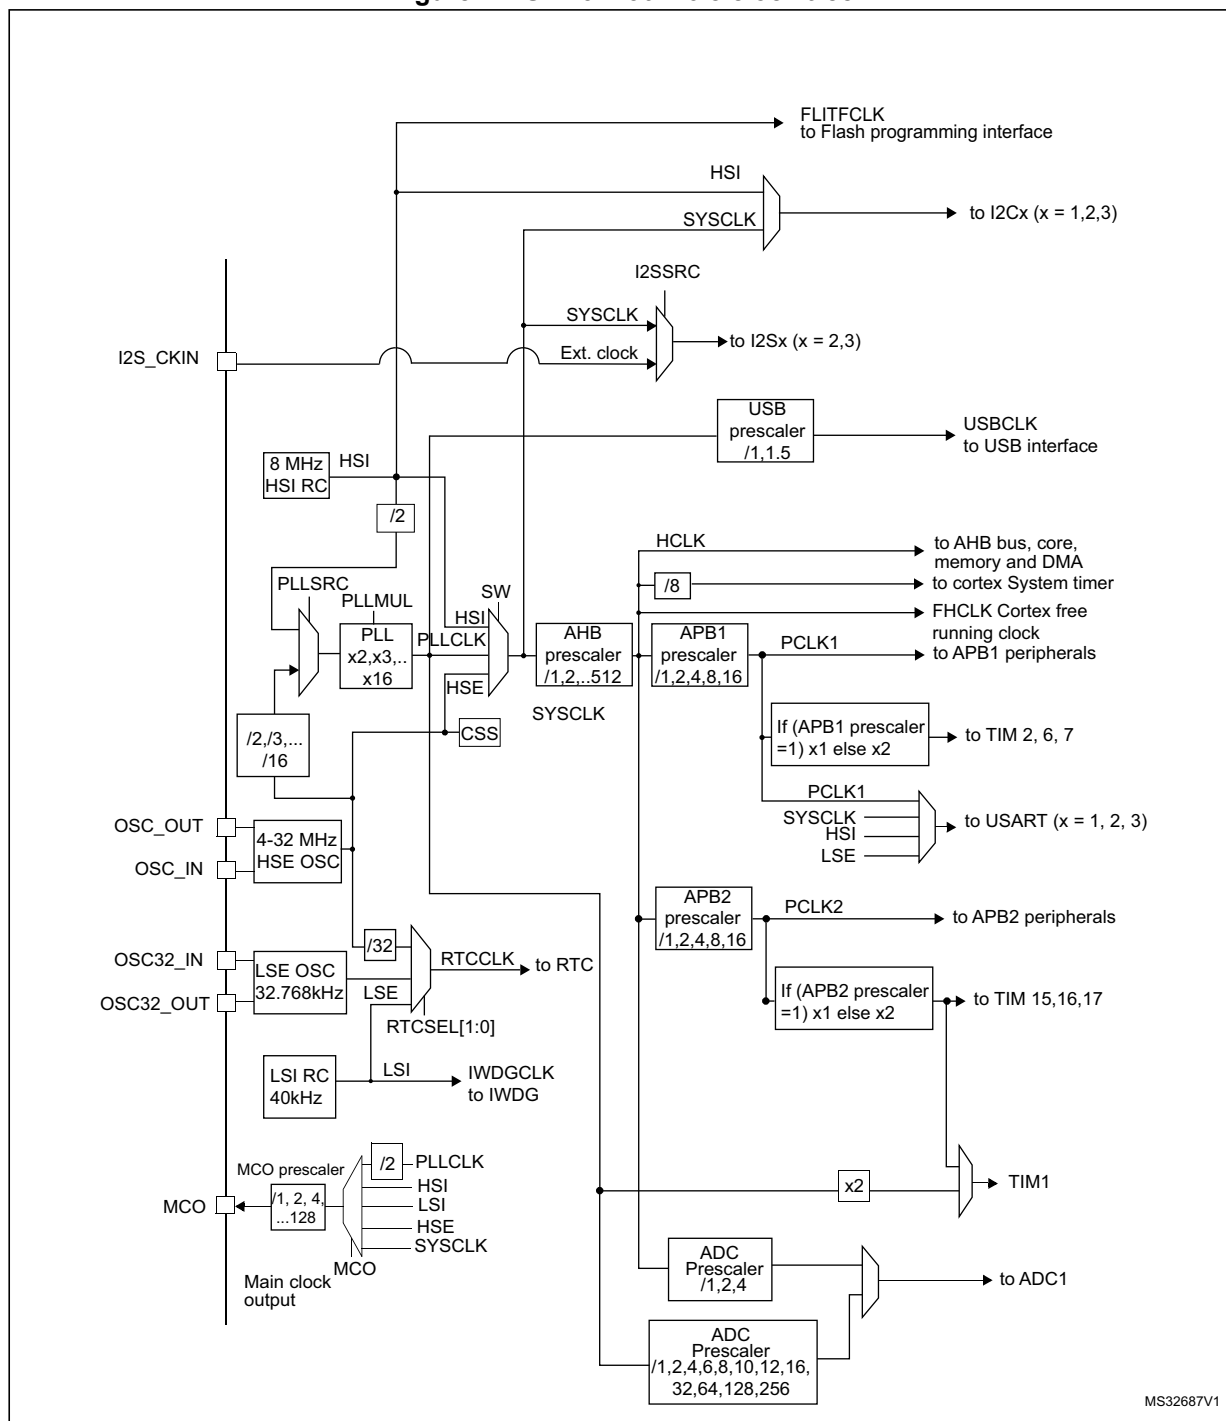 FLITFCLK
to Flash programming interface
HSI
to I2Cx (x = 1,2,3)
SYSCLK
I2SSRC
SYSCLK
to I2Sx (x = 2,3)
I2S_CKIN
Ext. clock
USB
prescaler
/1,1.5
USBCLK
to USB interface
8 MHz
HSI RC
HSI
/2
HCLK
to AHB bus, core,
memory and DMA
/8
to cortex System timer
PLLSRC
PLLMUL
SW
FHCLK Cortex free
running clock
HSI
PLL
x2,x3,..
x16
PLLCLK
HSE
AHB
prescaler
/1,2,..512
APB1
prescaler
/1,2,4,8,16
PCLK1
to APB1 peripherals
SYSCLK
CSS
/2,/3,...
/16
If (APB1 prescaler
=1) x1 else x2
to TIM 2, 6, 7
PCLK1
SYSCLK
HSI
LSE
to USART (x = 1, 2, 3)
OSC_OUT
OSC_IN
4-32 MHz
HSE OSC
APB2
prescaler
/1,2,4,8,16
PCLK2
to APB2 peripherals
/32
OSC32_IN
OSC32_OUT
LSE OSC
32.768kHz
LSE
RTCCLK
to RTC
RTCSEL[1:0]
If (APB2 prescaler
=1) x1 else x2
to TIM 15,16,17
LSI RC
40kHz
LSI
IWDGCLK
to IWDG
MCO prescaler
/1, 2, 4,
...128
/2
PLLCLK
HSI
LSI
HSE
SYSCLK
MCO
MCO
Main clock
output
x2
TIM1
ADC
Prescaler
/1,2,4
to ADC1
ADC
Prescaler
/1,2,4,6,8,10,12,16,
32,64,128,256
MS32687V1